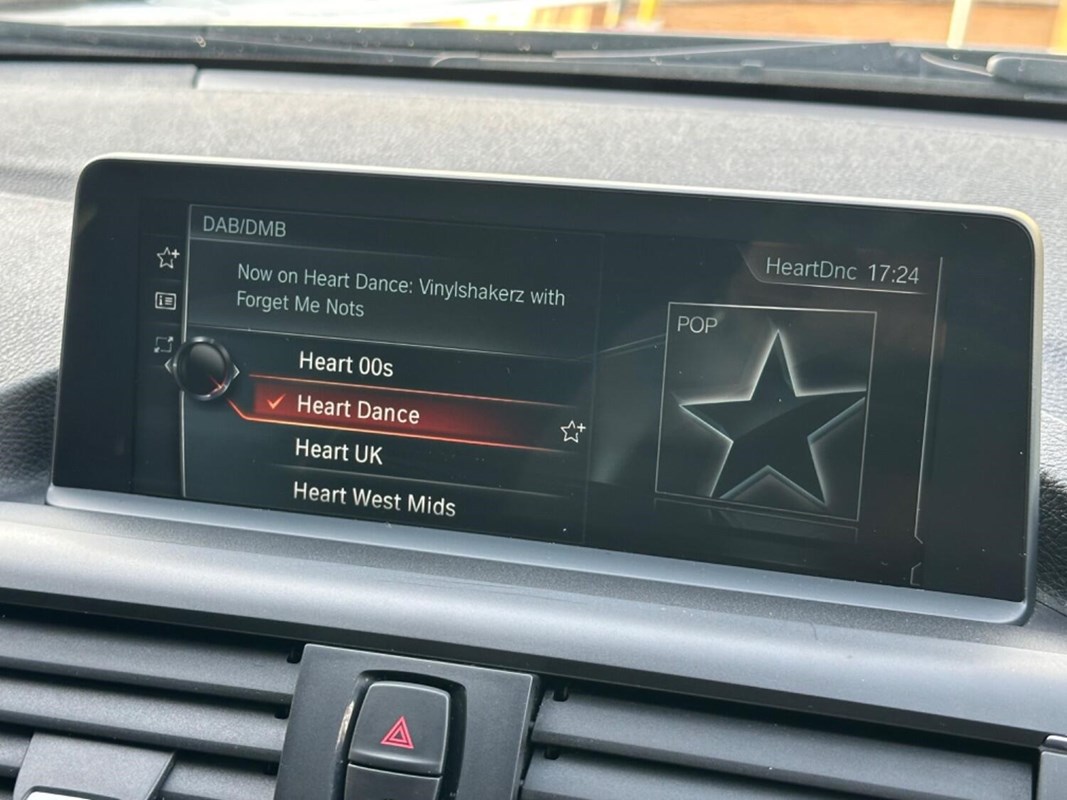 DAB/DMB
Now on Heart Dance: Vinylshakerz with
Forget Me Nots
Heart 00s
Heart Dance
Heart UK
Heart West Mids
HeartDnc 17:24
POP